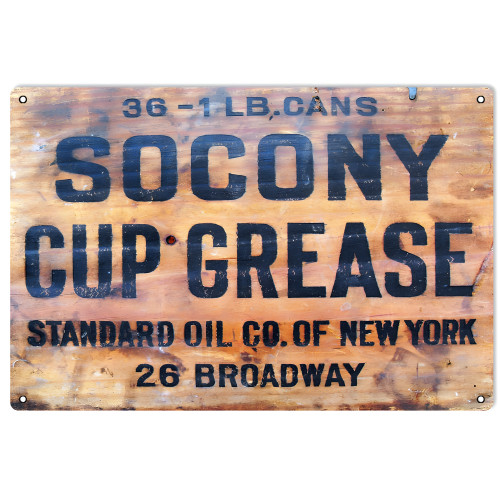 36-1 LB. CANS
SOCONY
CUP GREASE
STANDARD OIL CO. OF NEW YORK
26 BROADWAY